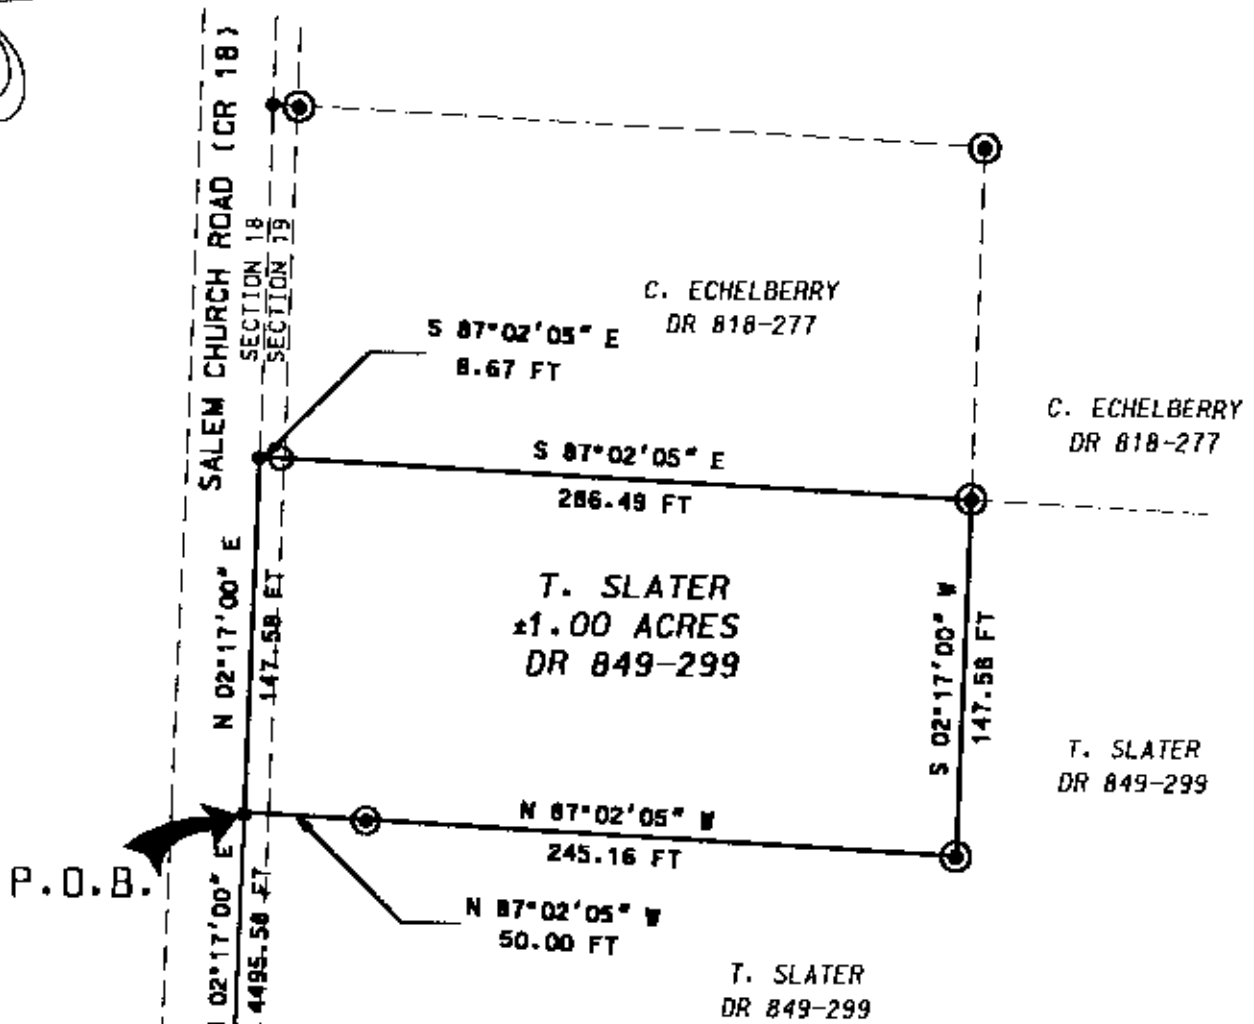 SALEM CHURCH ROAD (CR 18)
SECTION 18
SECTION 19
C. ECHELBERRY
DR 818-277
S 87°02'05" E
8.67 FT
C. ECHELBERRY
DR 818-277
S 87°02'05" E
286.49 FT
N 02°17'00" E
147.58 FT
T. SLATER
±1.00 ACRES
DR 849-299
S 02°17'00" W
147.58 FT
T. SLATER
DR 849-299
N 87°02'05" W
245.16 FT
P.O.B.
N 87°02'05" W
50.00 FT
02°17'00" E
4495.58 FT
T. SLATER
DR 849-299